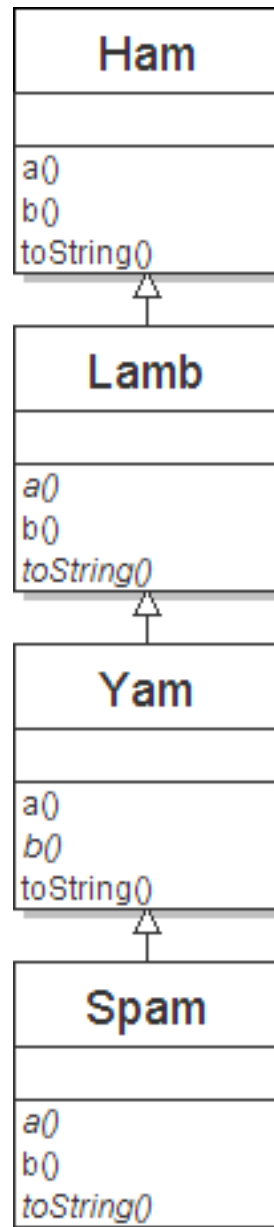 Ham
a()
b()
toString()
Lamb
a()
b()
toString()
Yam
a()
b()
toString()
Spam
a()
b()
toString()